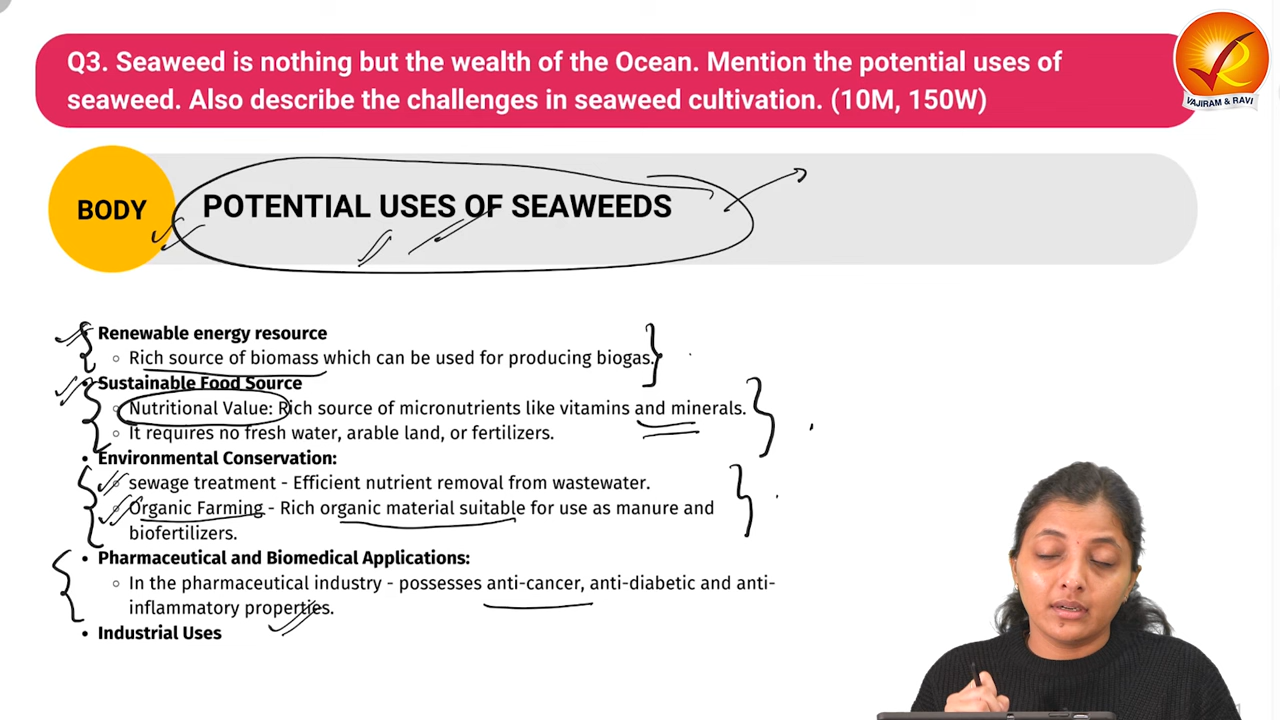 Q3. Seaweed is nothing but the wealth of the Ocean. Mention the potential uses of
seaweed. Also describe the challenges in seaweed cultivation. (10M, 150W)
VAJIRAM & RAVI
BODY
POTENTIAL USES OF SEAWEEDS
• Renewable energy resource
○ Rich source of biomass which can be used for producing biogas.
• Sustainable Food Source
○ Nutritional Value: Rich source of micronutrients like vitamins and minerals.
○ It requires no fresh water, arable land, or fertilizers.
• Environmental Conservation:
○ sewage treatment - Efficient nutrient removal from wastewater.
○ Organic Farming - Rich organic material suitable for use as manure and
biofertilizers.
• Pharmaceutical and Biomedical Applications:
○ In the pharmaceutical industry - possesses anti-cancer, anti-diabetic and anti-
inflammatory properties.
• Industrial Uses